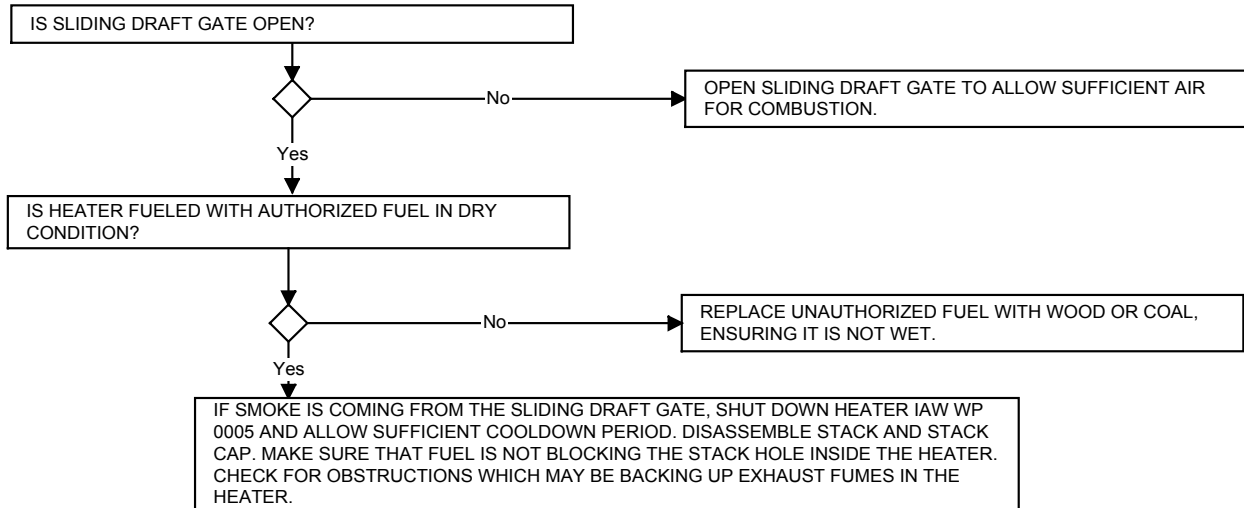 IS SLIDING DRAFT GATE OPEN?
No
OPEN SLIDING DRAFT GATE TO ALLOW SUFFICIENT AIR
FOR COMBUSTION.
Yes
IS HEATER FUELED WITH AUTHORIZED FUEL IN DRY
CONDITION?
No
REPLACE UNAUTHORIZED FUEL WITH WOOD OR COAL,
ENSURING IT IS NOT WET.
Yes
IF SMOKE IS COMING FROM THE SLIDING DRAFT GATE, SHUT DOWN HEATER IAW WP
0005 AND ALLOW SUFFICIENT COOLDOWN PERIOD. DISASSEMBLE STACK AND STACK
CAP. MAKE SURE THAT FUEL IS NOT BLOCKING THE STACK HOLE INSIDE THE HEATER.
CHECK FOR OBSTRUCTIONS WHICH MAY BE BACKING UP EXHAUST FUMES IN THE
HEATER.